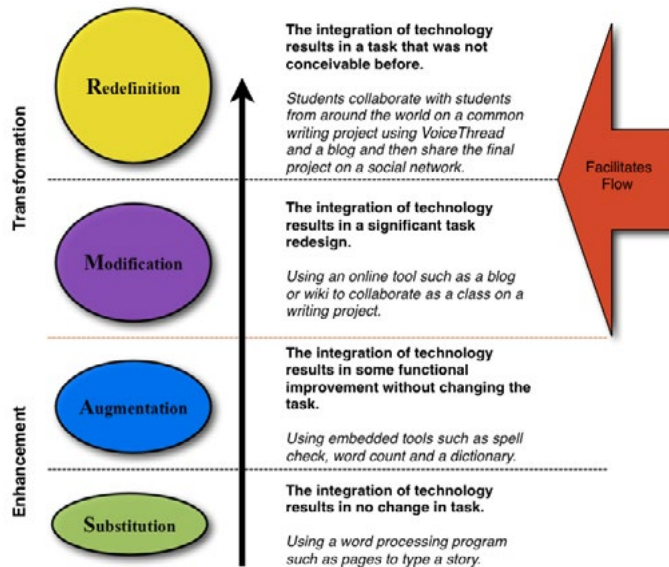 Transformation
Redefinition
The integration of technology
results in a task that was not
conceivable before.
Students collaborate with students
from around the world on a common
writing project using VoiceThread
and a blog and then share the final
project on a social network.
Facilitates
Flow
Modification
The integration of technology
results in a significant task
redesign.
Using an online tool such as a blog
or wiki to collaborate as a class on a
writing project.
Enhancement
Augmentation
The integration of technology
results in some functional
improvement without changing the
task.
Using embedded tools such as spell
check, word count and a dictionary.
Substitution
The integration of technology
results in no change in task.
Using a word processing program
such as pages to type a story.